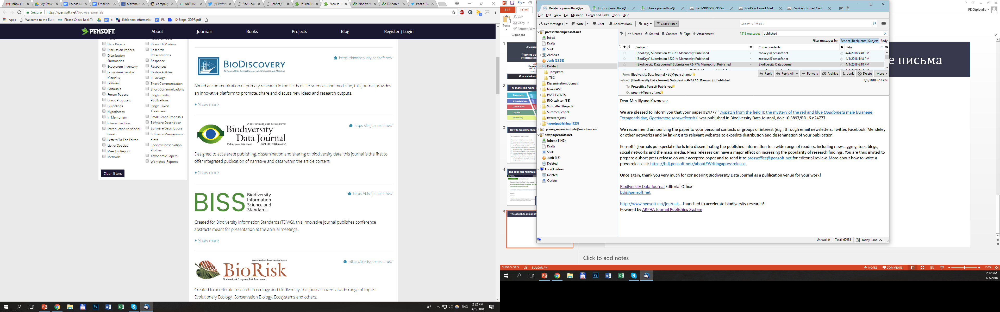 Inbox (1)
My Drive
PS passw
Email for
Slavena
Campaig
ARPHA -
(*) Twitte
Site unde
leaflet_CL
Journal P
Browse J
Biodivers
Dispatch
Post a Tw
Secure https://pensoft.net/browse_journals
Apps Welcome to the Euro Please Check Back To d Exhibitors Informatio PS 10_Steps_GDPR.pdf
PENSOFT. About Journals Books Projects Blog Register | Login
Data Papers
Discussion Papers
Distribution
Summaries
Ecosystem Inventory
Ecosystem Service
Mapping
Editorial
Editorials
Forum Papers
Grant Proposals
Guidelines
Hypotheses
In Memoriam
Interactive Keys
Introduction to special
issue
Letters To The Editor
List of Species
Meeting Report
Methods
Research Posters
Research
Presentations
Response
Responses
Review Articles
R Package
Short Communication
Short Communications
Single-media
Publications
Single Taxon
Treatment
Small Grant Proposals
Software Description
Software Descriptions
Software Management
Plans
Species Conservation
Profiles
Taxonomic Papers
Workshop Reports
Clear filters
BIODISCOVERY
ADVANCED OPEN ACCESS JOURNAL IN LIFE SCIENCES AND MEDICINE
https://biodiscovery.pensoft.net/
Aimed at communication of primary research in the fields of life sciences and medicine, this journal provides
an innovative platform to promote, share and discuss new ideas and research outputs.
Show more
A peer-reviewed open-access journal
Biodiversity
Data Journal
Making your data count! ISSN 1314-2828 (online)
https://bdj.pensoft.net/
Designed to accelerate publishing, dissemination and sharing of biodiversity data, this journal is the first to
offer integrated publication of narrative and data within the article content.
Show more
BISS
Biodiversity
Information
Science and
Standards
https://biss.pensoft.net/
Created for Biodiversity Information Standards (TDWG), this innovative journal publishes conference
abstracts meant for presentation at the annual meetings.
Show more
A peer-reviewed open-access journal
BioRisk
Biodiversity & Ecosystem Risk Assessment
https://biorisk.pensoft.net/
Created to accelerate research in ecology and biodiversity, the journal covers a wide range of topics:
Evolutionary Ecology, Conservation Biology, Ecosystems and others.
ENG
2:32 PM
4/5/2018
FILE HOME
Paste
Cut
Copy
Format Painte
Clipboard
PR Otplovdiv
1
Journa
Placing yo
internationa
arphahub.com
2
The marketing funnel i
Awareness
Consideration
Conversion
Loyalty
Advocacy
3
How to translate theor
4
The absolute minimum:
5
The absolute minimum
е письма
Deleted - pressoffice@pe...
Inbox - pressoffice@...
Inbox - pressoffice@...
Re: IMPRESSIONS Su...
ZooKeys E-mail Alert ...
ZooKeys E-mail Alert ...
File Edit View Go Message Events and Tasks Tools Help
Get Messages Write Chat Address Book Tag Quick Filter Search <Ctrl+K>
pressoffice@pensoft.net
Inbox
Drafts
Sent
Archives
Junk (2738)
Deleted
Templates
TIIC
Dissemination Journals
NanoFASE
PAST EVENTS
RIO twitter (78)
Submitted Projects
Summer School
tweetprojects
tweetpublishing (423)
young_nanoscientists@nanofase.eu
smtp@pensoft.net
Inbox (1142)
Drafts
Sent
Junk (15)
Deleted
Local Folders
Deleted
Outbox
Unread Starred Contact Tags Attachment 1313 messages published
Filter messages by: Sender Recipients Subject Body
Subject Correspondents Date
[ZooKeys] Submission #23273: Manuscript Published zookeys@pensoft.net 4/4/2018 5:48 PM
[ZooKeys] Submission #22914: Manuscript Published zookeys@pensoft.net 4/4/2018 5:48 PM
[Biodiversity Data Journal] Submission #24777: Manuscript Published Biodiversity Data Journal 4/3/2018 6:18 PM
From Biodiversity Data Journal <bdj@pensoft.net> Reply Reply All Forward Archive Junk Delete More
Subject [Biodiversity Data Journal] Submission #24777: Manuscript Published 4/3/2018 6:18 PM
To Pressoffice Pensoft Publishers
Cc preprint@pensoft.net
Dear Mrs Iliyana Kuzmova:
We are pleased to inform you that your paper #24777 "Dispatch from the field II: the mystery of the red and blue Opadometa male (Araneae,
Tetragnathidae, Opadometa sarawakensis)" was published in Biodiversity Data Journal, doi: 10.3897/BDJ.6.e24777.
We recommend announcing the paper to your personal contacts or groups of interest (e.g., through email newsletters, Twitter, Facebook, Mendeley
or other networks) and by linking it to relevant websites to expedite distribution and dissemination of your publication.
Pensoft's journals put special efforts into disseminating the published information to a wide range of readers, including news aggregators, blogs,
social networks and the mass media. Press releases can have a major effect on increasing the popularity of research findings. You are thus invited to
prepare a short press release on your accepted paper and to send it to pressoffice@pensoft.net for editorial review. More about how to write a
press release at: https://bdj.pensoft.net//about#Writingapressrelease.
Once again, thank you very much for considering Biodiversity Data Journal as a publication venue for your work!
Biodiversity Data Journal Editorial Office
bdj@pensoft.net
http://www.pensoft.net/journals - Launched to accelerate biodiversity research!
Powered by ARPHA Journal Publishing System
Unread: 0 Total: 69938 Today Pane
Click to add notes
SLIDE 5 OF 5 BULGARIAN NOTES COMMENTS 110%
2:32 PM
4/5/2018